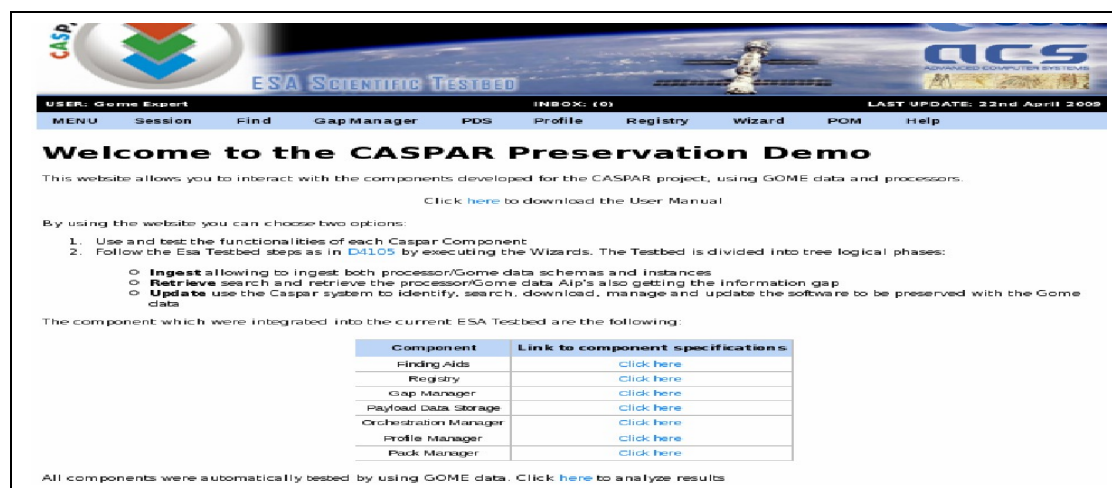 CASP
ESA SCIENTIFIC TESTBED
acs
ADVANCED COMPUTER SYSTEMS
USER: Gome Expert INBOX: (0) LAST UPDATE: 22nd April 2009
MENU Session Find GapManager PDS Profile Registry Wizard POM Help
Welcome to the CASPAR Preservation Demo
This website allows you to interact with the components developed for the CASPAR project, using GOME data and processors.
Click here to download the User Manual
By using the website you can choose two options:
1. Use and test the functionalities of each Caspar Component
2. Follow the Esa Testbed steps as in D4105 by executing the Wizards. The Testbed is divided into tree logical phases:
○ Ingest allowing to ingest both processor/Gome data schemas and instances
○ Retrieve search and retrieve the processor/Gome data Aip's also getting the information gap
○ Update use the Caspar system to identify, search, download, manage and update the software to be preserved with the Gome
data
The component which were integrated into the current ESA Testbed are the following:
Component Link to component specifications
Finding Aids Click here
Registry Click here
Gap Manager Click here
Payload Data Storage Click here
Orchestration Manager Click here
Profile Manager Click here
Pack Manager Click here
All components were automatically tested by using GOME data. Click here to analyze results